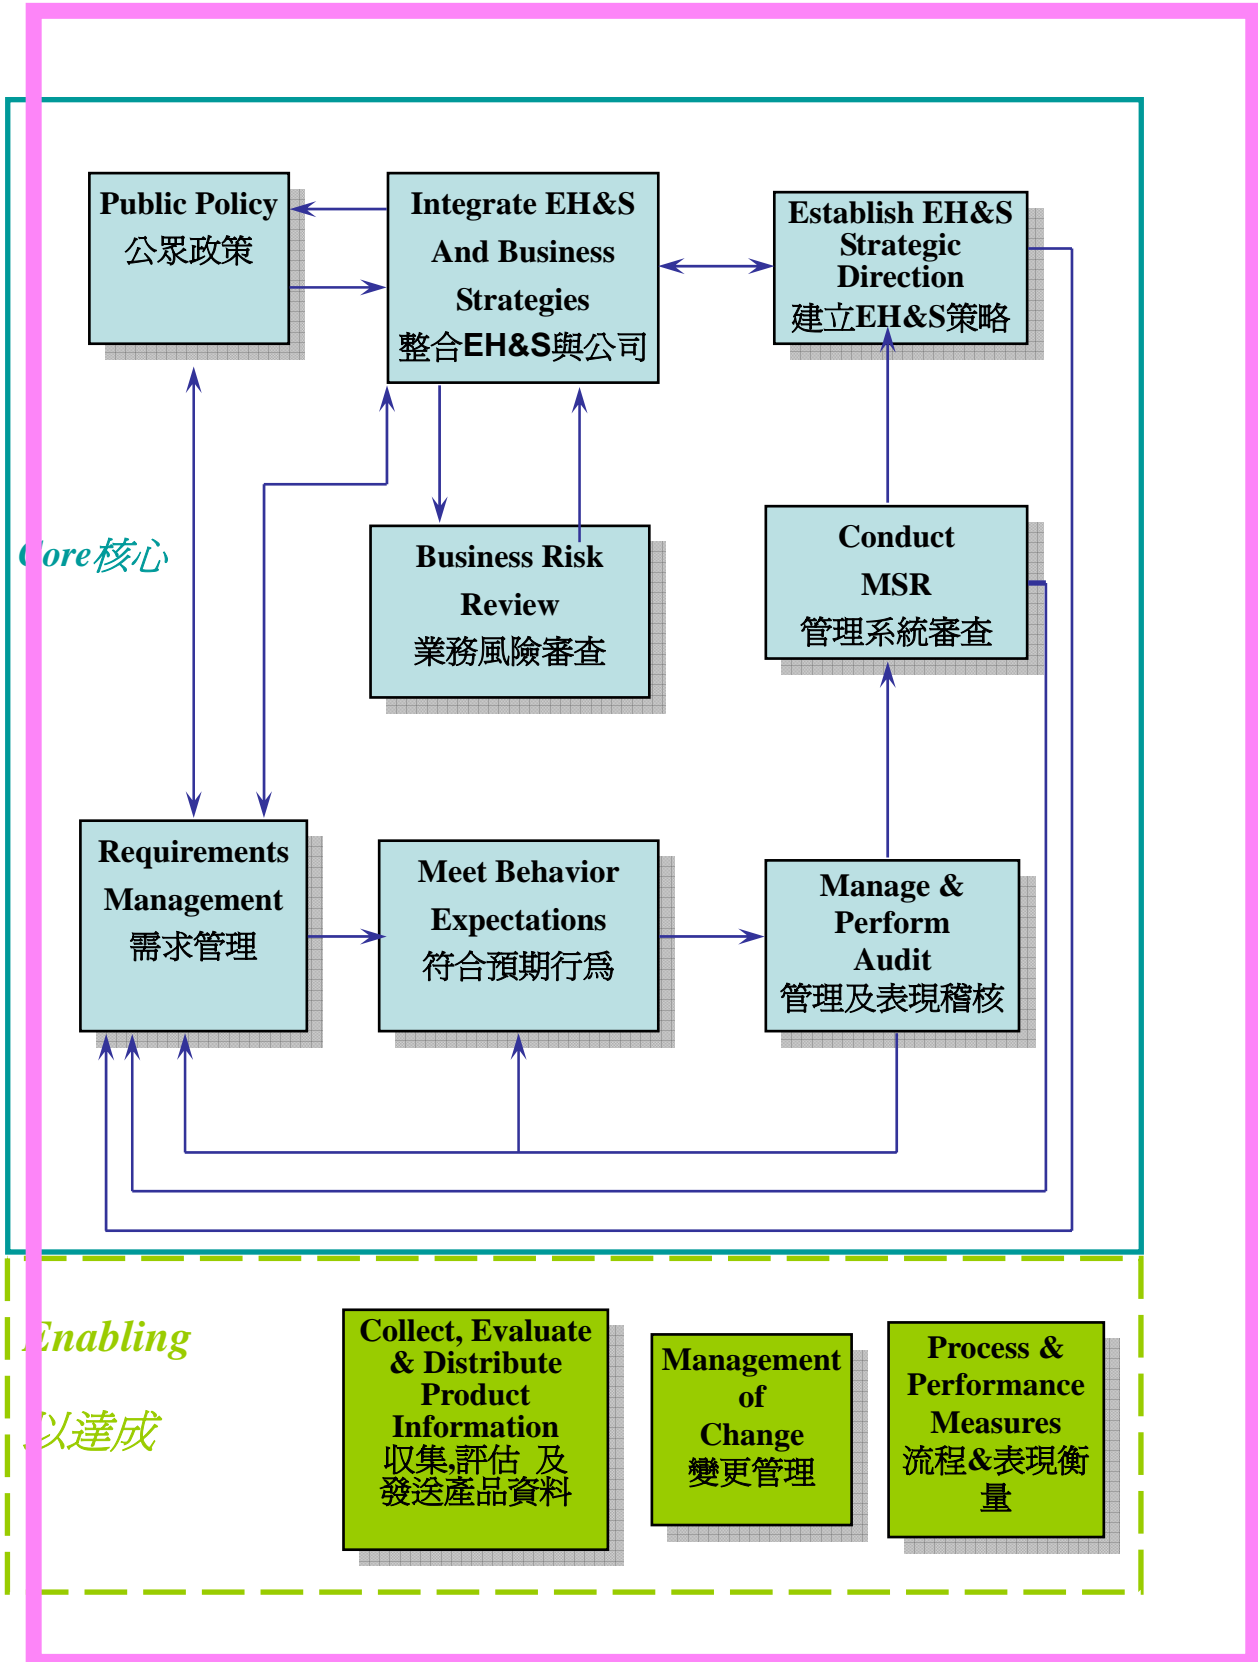 Public Policy
公眾政策
Integrate EH&S
And Business
Strategies
整合EH&S與公司
Establish EH&S
Strategic
Direction
建立EH&S策略
Core核心
Business Risk
Review
業務風險審查
Conduct
MSR
管理系統審查
Requirements
Management
需求管理
Meet Behavior
Expectations
符合預期行為
Manage &
Perform
Audit
管理及表現稽核
Enabling
以達成
Collect, Evaluate
& Distribute
Product
Information
收集,評估 及
發送產品資料
Management
of
Change
變更管理
Process &
Performance
Measures
流程&表現衡
量